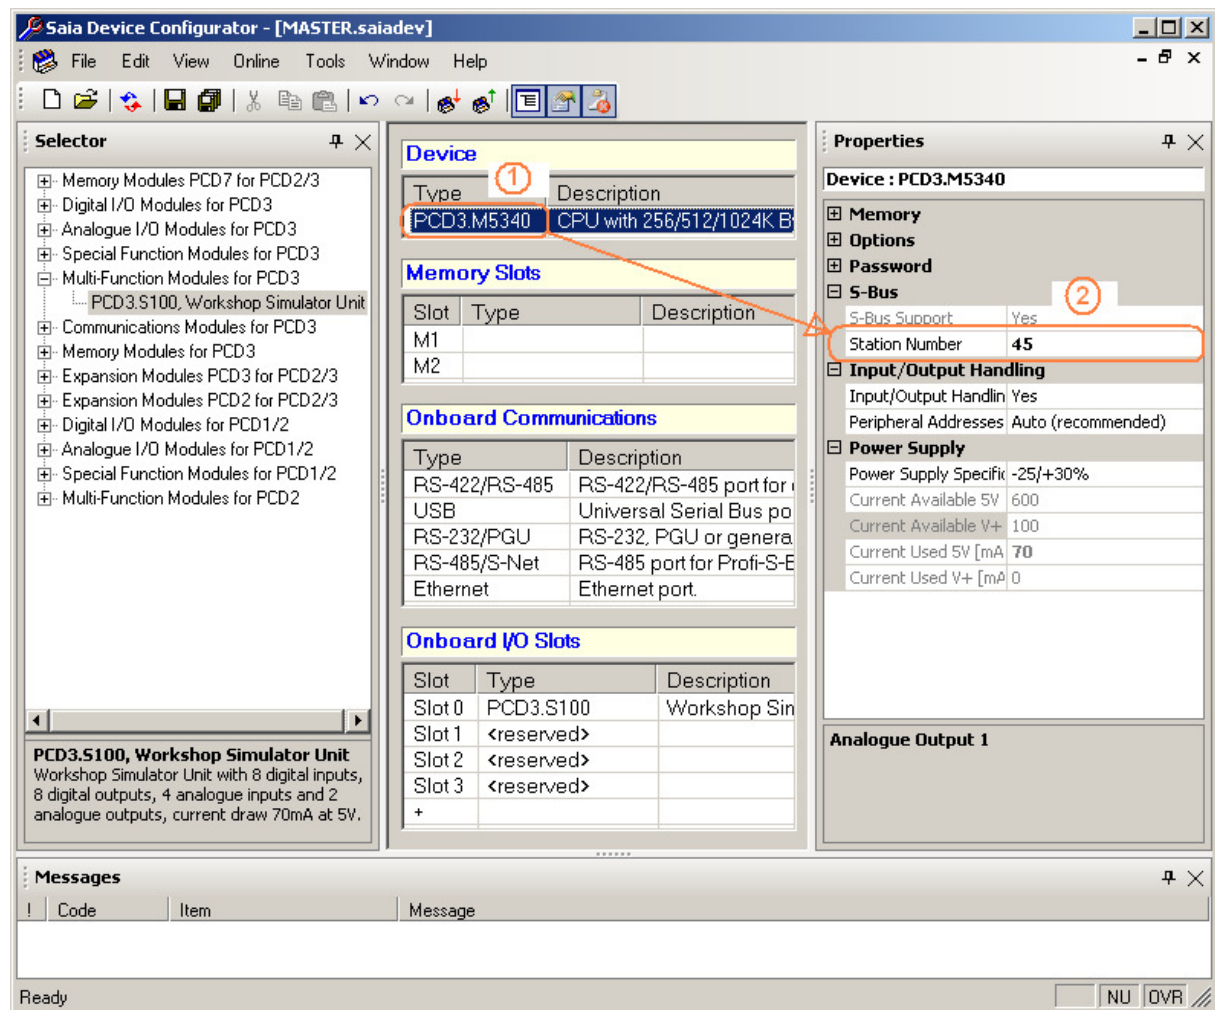 Saia Device Configurator - [MASTER.saiadev]
File Edit View Online Tools Window Help
Selector
Memory Modules PCD7 for PCD2/3
Digital I/O Modules for PCD3
Analogue I/O Modules for PCD3
Special Function Modules for PCD3
Multi-Function Modules for PCD3
PCD3.S100, Workshop Simulator Unit
Communications Modules for PCD3
Memory Modules for PCD3
Expansion Modules PCD3 for PCD2/3
Expansion Modules PCD2 for PCD2/3
Digital I/O Modules for PCD1/2
Analogue I/O Modules for PCD1/2
Special Function Modules for PCD1/2
Multi-Function Modules for PCD2
PCD3.S100, Workshop Simulator Unit
Workshop Simulator Unit with 8 digital inputs,
8 digital outputs, 4 analogue inputs and 2
analogue outputs, current draw 70mA at 5V.
Device
1
Type Description
PCD3.M5340 CPU with 256/512/1024K B
Memory Slots
Slot Type Description
M1
M2
Onboard Communications
Type Description
RS-422/RS-485 RS-422/RS-485 port for
USB Universal Serial Bus po
RS-232/PGU RS-232, PGU or genera
RS-485/S-Net RS-485 port for Profi-S-B
Ethernet Ethernet port.
Onboard I/O Slots
Slot Type Description
Slot 0 PCD3.S100 Workshop Sin
Slot 1 <reserved>
Slot 2 <reserved>
Slot 3 <reserved>
+
Properties
Device : PCD3.M5340
Memory
Options
Password
S-Bus
2
S-Bus Support Yes
Station Number 45
Input/Output Handling
Input/Output Handlin Yes
Peripheral Addresses Auto (recommended)
Power Supply
Power Supply Specific -25/+30%
Current Available 5V 600
Current Available V+ 100
Current Used 5V [mA 70
Current Used V+ [mA 0
Analogue Output 1
Messages
! Code Item Message
Ready NU OVR